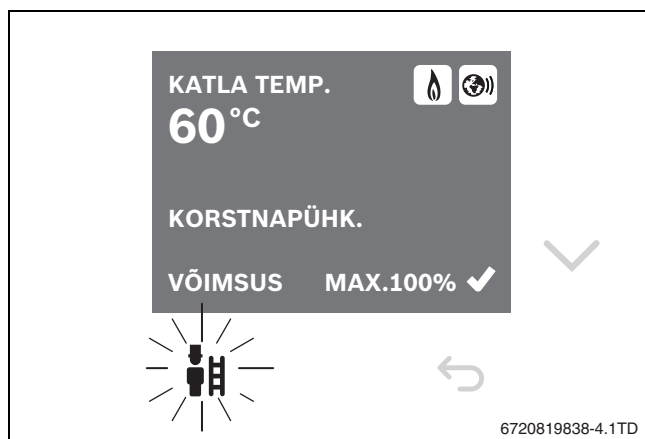 KATLA TEMP.
60°C
KORSTNAPÜHK.
VÕIMSUS MAX.100%
6720819838-4.1TD